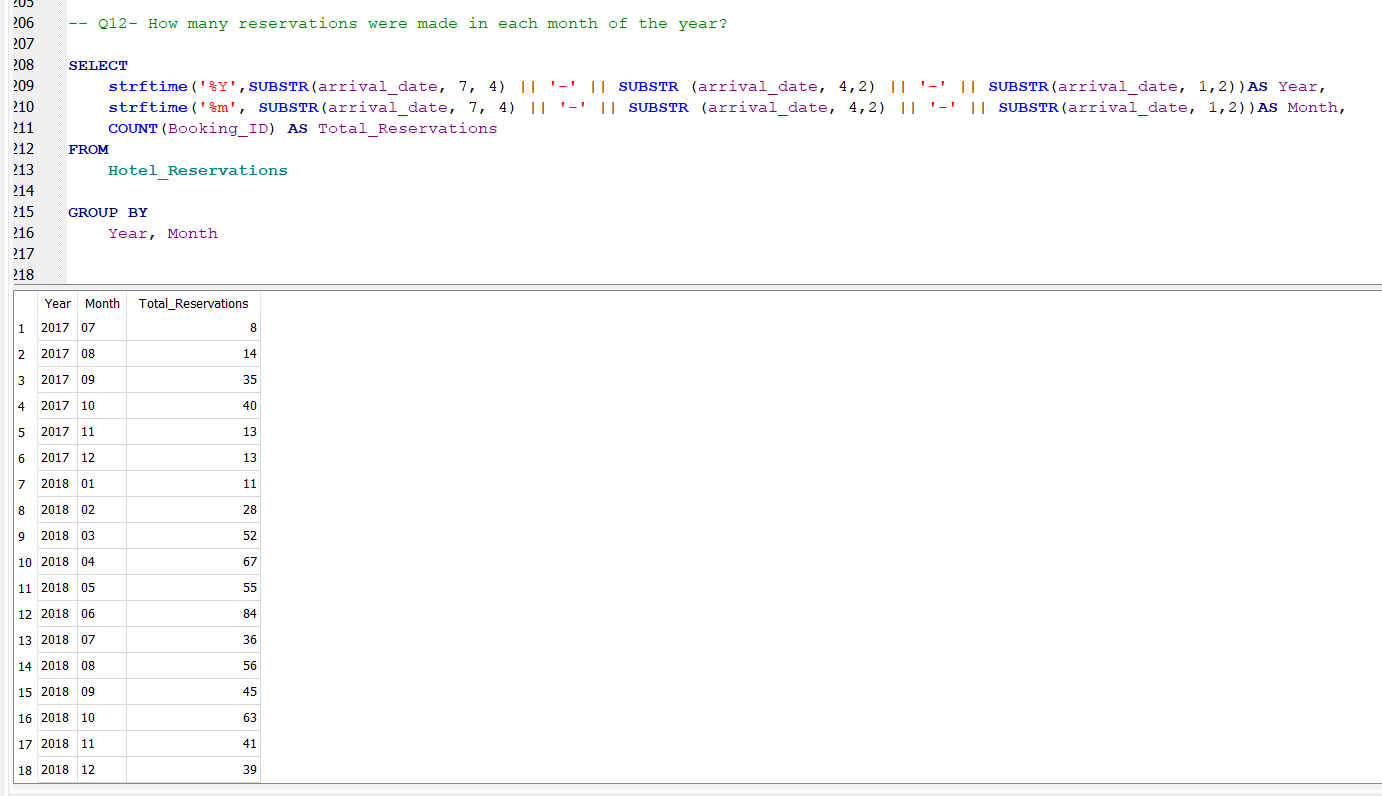 205
206 -- Q12- How many reservations were made in each month of the year?
207
208 SELECT
209 strftime('%Y',SUBSTR(arrival_date, 7, 4) || '-' || SUBSTR (arrival_date, 4,2) || '-' || SUBSTR(arrival_date, 1,2))AS Year,
210 strftime('%m', SUBSTR(arrival_date, 7, 4) || '-' || SUBSTR (arrival_date, 4,2) || '-' || SUBSTR(arrival_date, 1,2))AS Month,
211 COUNT(Booking_ID) AS Total_Reservations
212 FROM
213 Hotel_Reservations
214
215 GROUP BY
216 Year, Month
217
218
Year Month Total_Reservations
1 2017 07 8
2 2017 08 14
3 2017 09 35
4 2017 10 40
5 2017 11 13
6 2017 12 13
7 2018 01 11
8 2018 02 28
9 2018 03 52
10 2018 04 67
11 2018 05 55
12 2018 06 84
13 2018 07 36
14 2018 08 56
15 2018 09 45
16 2018 10 63
17 2018 11 41
18 2018 12 39